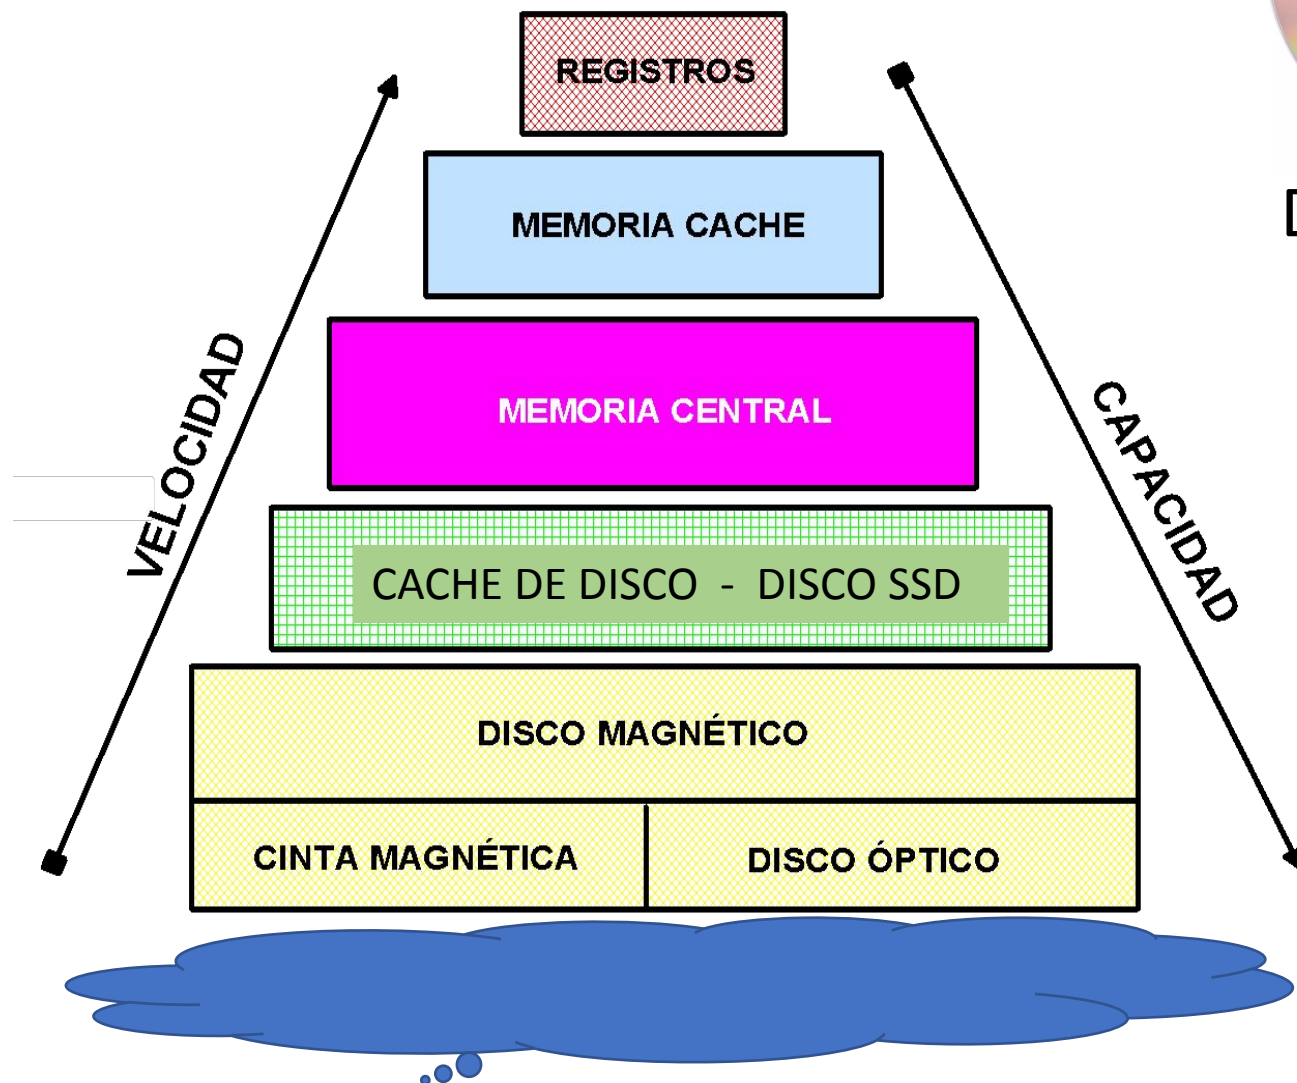 REGISTROS
MEMORIA CACHE
VELOCIDAD
MEMORIA CENTRAL
CAPACIDAD
CACHE DE DISCO - DISCO SSD
DISCO MAGNÉTICO
CINTA MAGNÉTICA
DISCO ÓPTICO